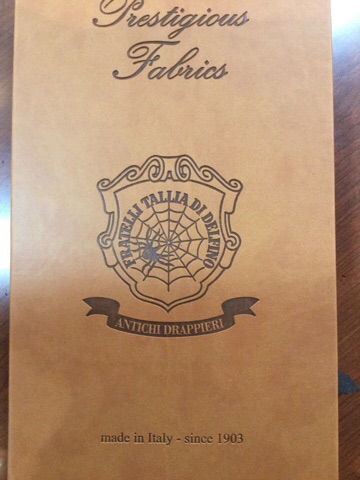 Prestigious
Fabrics
FRATELLI TALLIA DI DELFINO
ANTICHI DRAPPIERI
made in Italy - since 1903